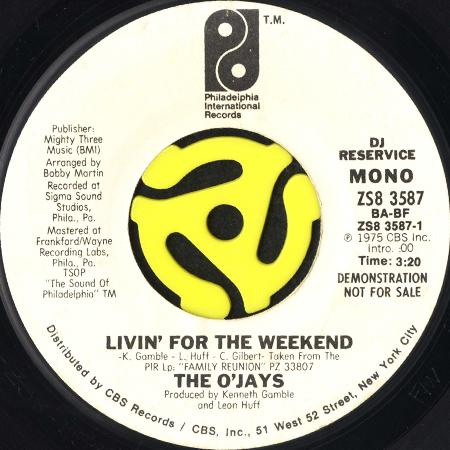 T.M.
Philadelphia
International
Records
Publisher:
Mighty Three
Music (BMI)
Arranged by
Bobby Martin
Recorded at
Sigma Sound
Studios,
Phila., Pa.
Mastered at
Frankford/Wayne
Recording Labs,
Phila., Pa.
TSOP
"The Sound Of
Philadelphia" TM
DJ
RESERVICE
MONO
ZS8 3587
BA-BF
ZS8 3587-1
℗ 1975 CBS Inc.
Intro. :00
Time: 3:20
DEMONSTRATION
NOT FOR SALE
LIVIN' FOR THE WEEKEND
-K. Gamble - L. Huff - C. Gilbert- Taken From The
PIR Lp: "FAMILY REUNION" PZ 33807
THE O'JAYS
Produced by Kenneth Gamble
and Leon Huff
Distributed by CBS Records / CBS, Inc., 51 West 52 Street, New York City